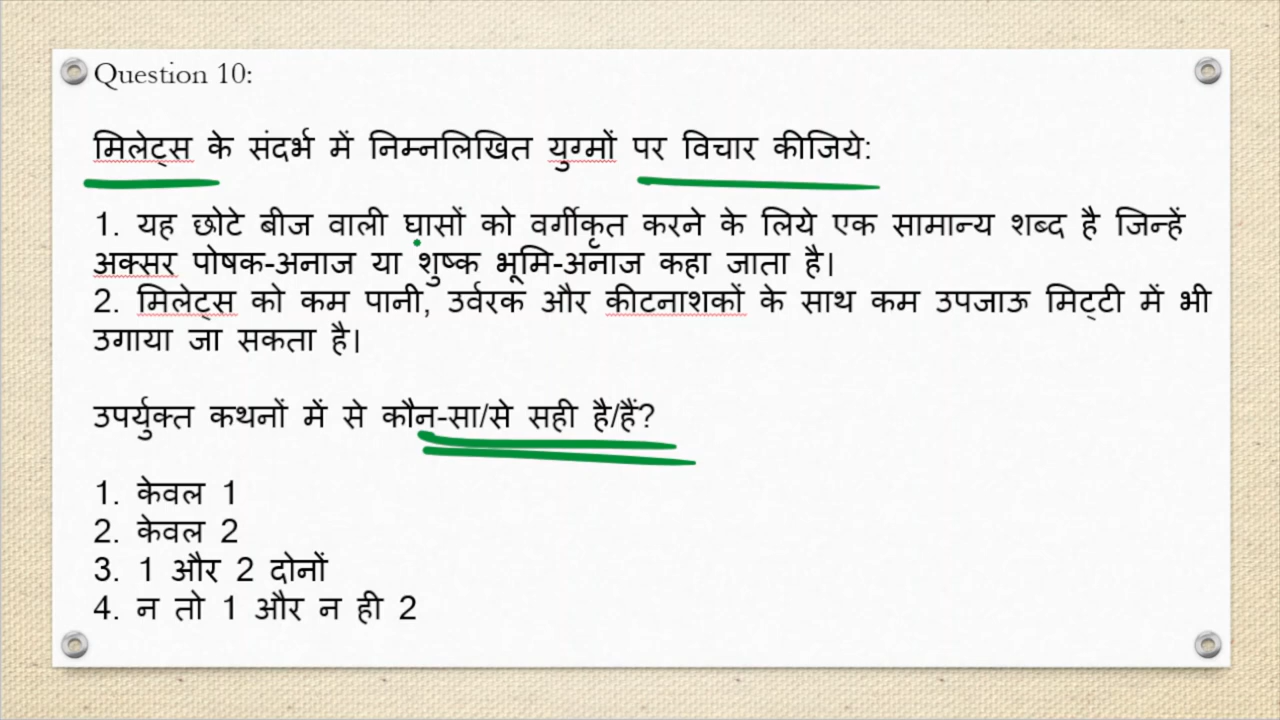 Question 10:
मिलेट्स के संदर्भ में निम्नलिखित युग्मों पर विचार कीजिये:
1. यह छोटे बीज वाली घासों को वर्गीकृत करने के लिये एक सामान्य शब्द है जिन्हें
अक्सर पोषक-अनाज या शुष्क भूमि-अनाज कहा जाता है।
2. मिलेट्स को कम पानी, उर्वरक और कीटनाशकों के साथ कम उपजाऊ मिट्टी में भी
उगाया जा सकता है।
उपर्युक्त कथनों में से कौन-सा/से सही है/हैं?
1. केवल 1
2. केवल 2
3. 1 और 2 दोनों
4. न तो 1 और न ही 2